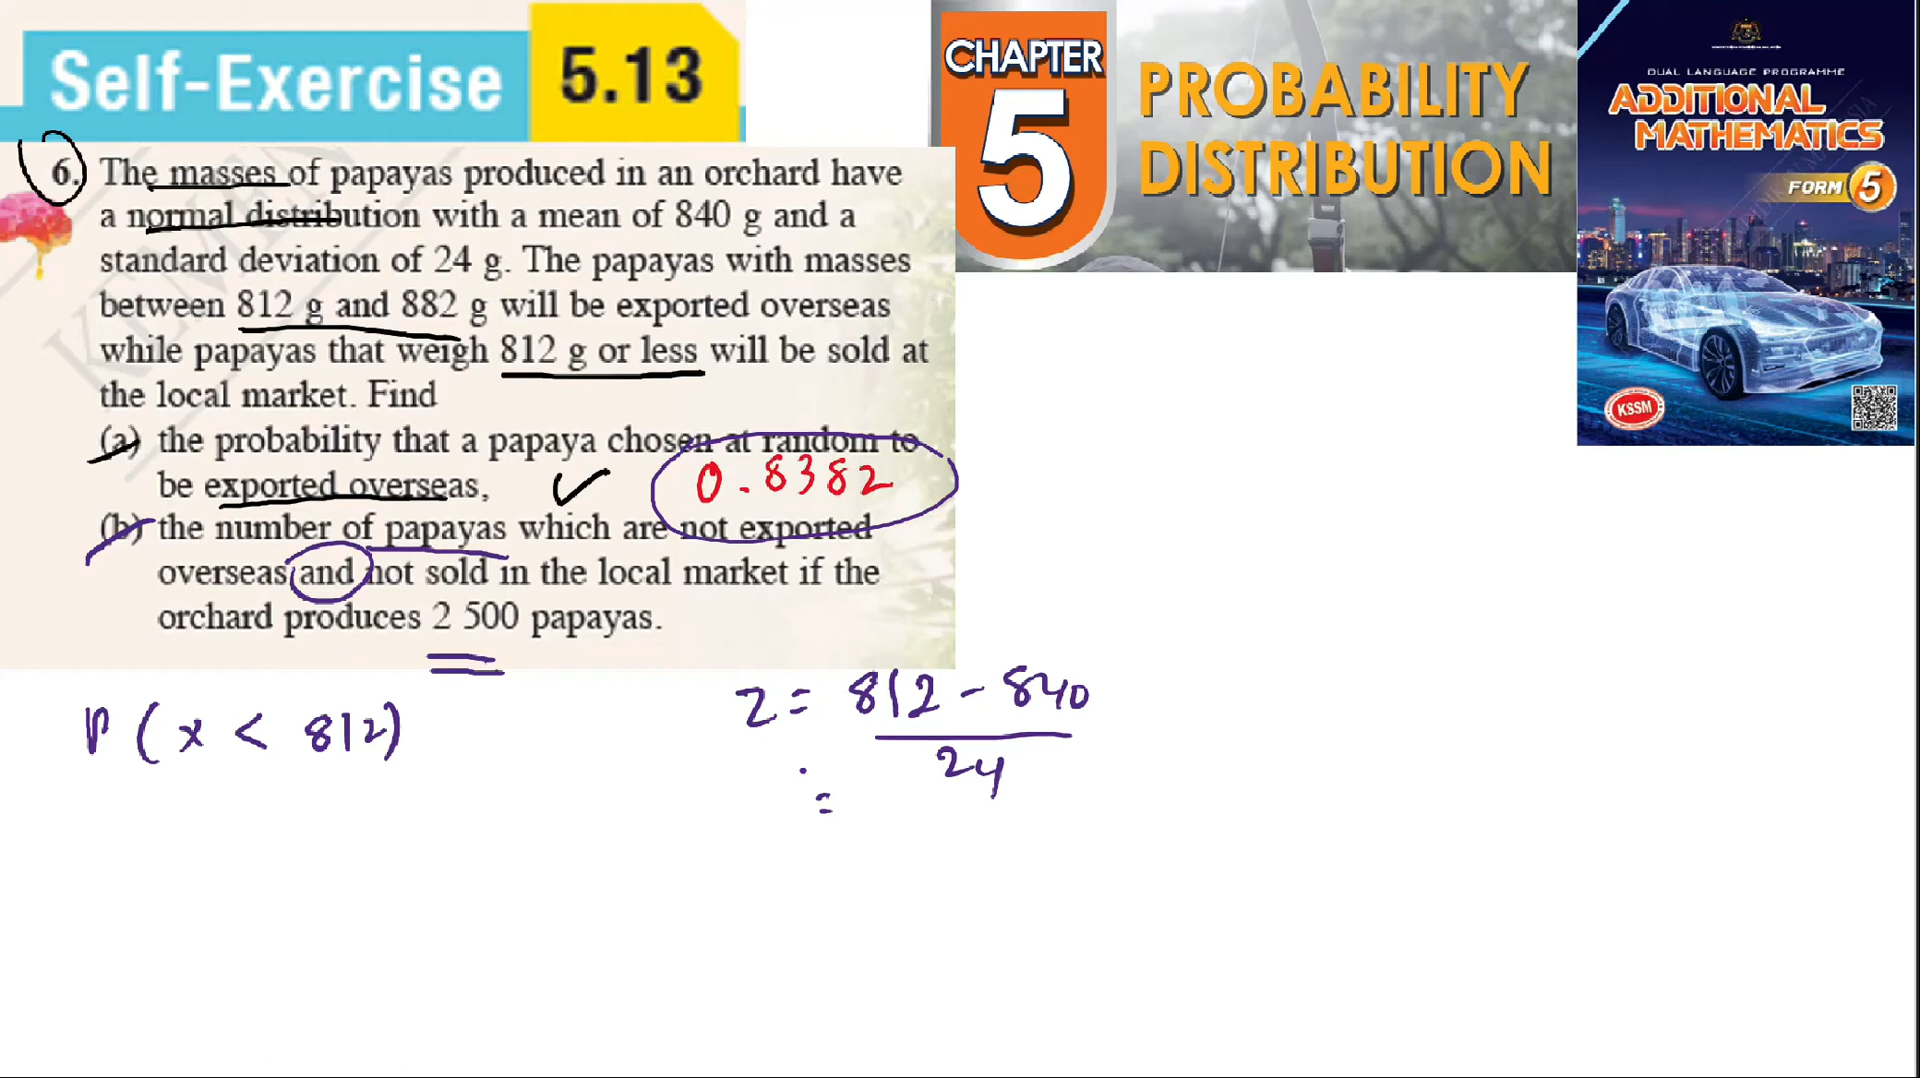 Self-Exercise 5.13
6. The masses of papayas produced in an orchard have
a normal distribution with a mean of 840 g and a
standard deviation of 24 g. The papayas with masses
between 812 g and 882 g will be exported overseas
while papayas that weigh 812 g or less will be sold at
the local market. Find
(a) the probability that a papaya chosen at random to
be exported overseas,
0.8382
(b) the number of papayas which are not exported
overseas and not sold in the local market if the
orchard produces 2 500 papayas.
P(x < 812)
z = 812 - 840
24
=
CHAPTER
5
PROBABILITY
DISTRIBUTION
DUAL LANGUAGE PROGRAMME
ADDITIONAL
MATHEMATICS
FORM 5
KSSM